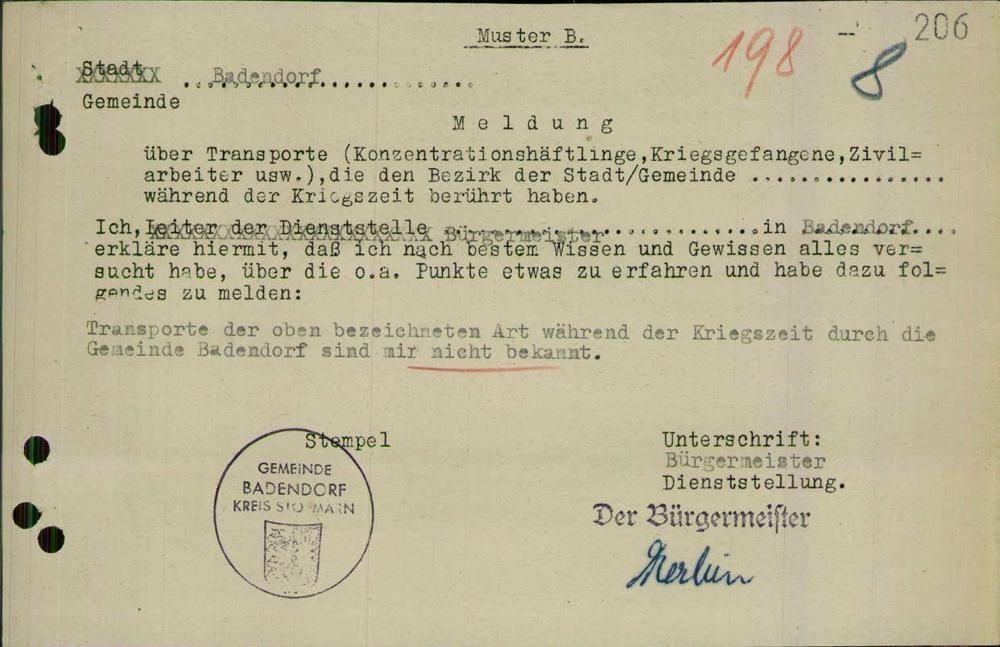 Muster B.
198 -- 8 206
Stadt
Badendorf
Gemeinde
Meldung
über Transporte (Konzentrationshäftlinge,Kriegsgefangene,Zivil=
arbeiter usw.),die den Bezirk der Stadt/Gemeinde ................
während der Kriegszeit berührt haben.
Ich, Leiter der Dienststelle Bürgermeister in Badendorf....
erkläre hiermit, daß ich nach bestem Wissen und Gewissen alles ver=
sucht habe, über die o.a. Punkte etwas zu erfahren und habe dazu fol=
gendes zu melden:
Transporte der oben bezeichneten Art während der Kriegszeit durch die
Gemeinde Badendorf sind mir nicht bekannt.
Stempel
GEMEINDE
BADENDORF
KREIS STORMARN
Unterschrift:
Bürgermeister
Dienststellung.
Der Bürgermeister